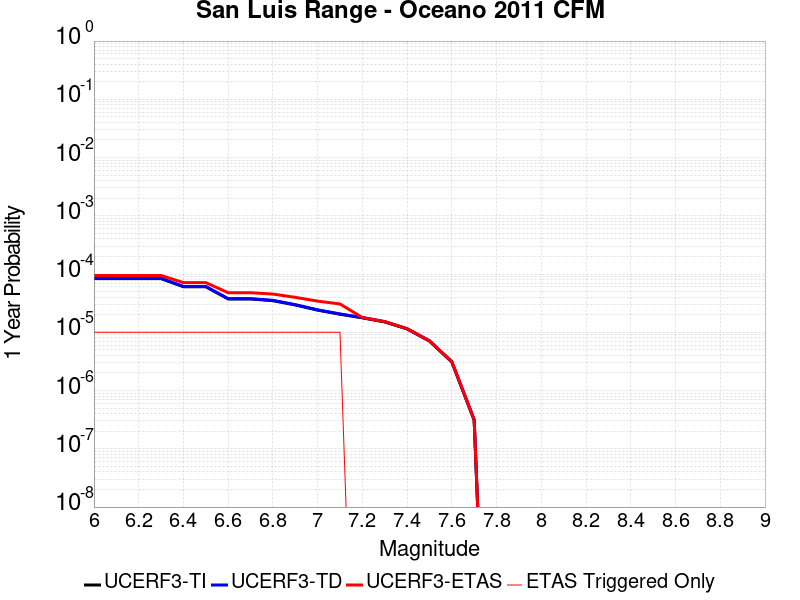 San Luis Range - Oceano 2011 CFM
10^0
10^-1
10^-2
10^-3
10^-4
10^-5
10^-6
10^-7
10^-8
1 Year Probability
6 6.2 6.4 6.6 6.8 7 7.2 7.4 7.6 7.8 8 8.2 8.4 8.6 8.8 9
Magnitude
UCERF3-TI UCERF3-TD UCERF3-ETAS ETAS Triggered Only